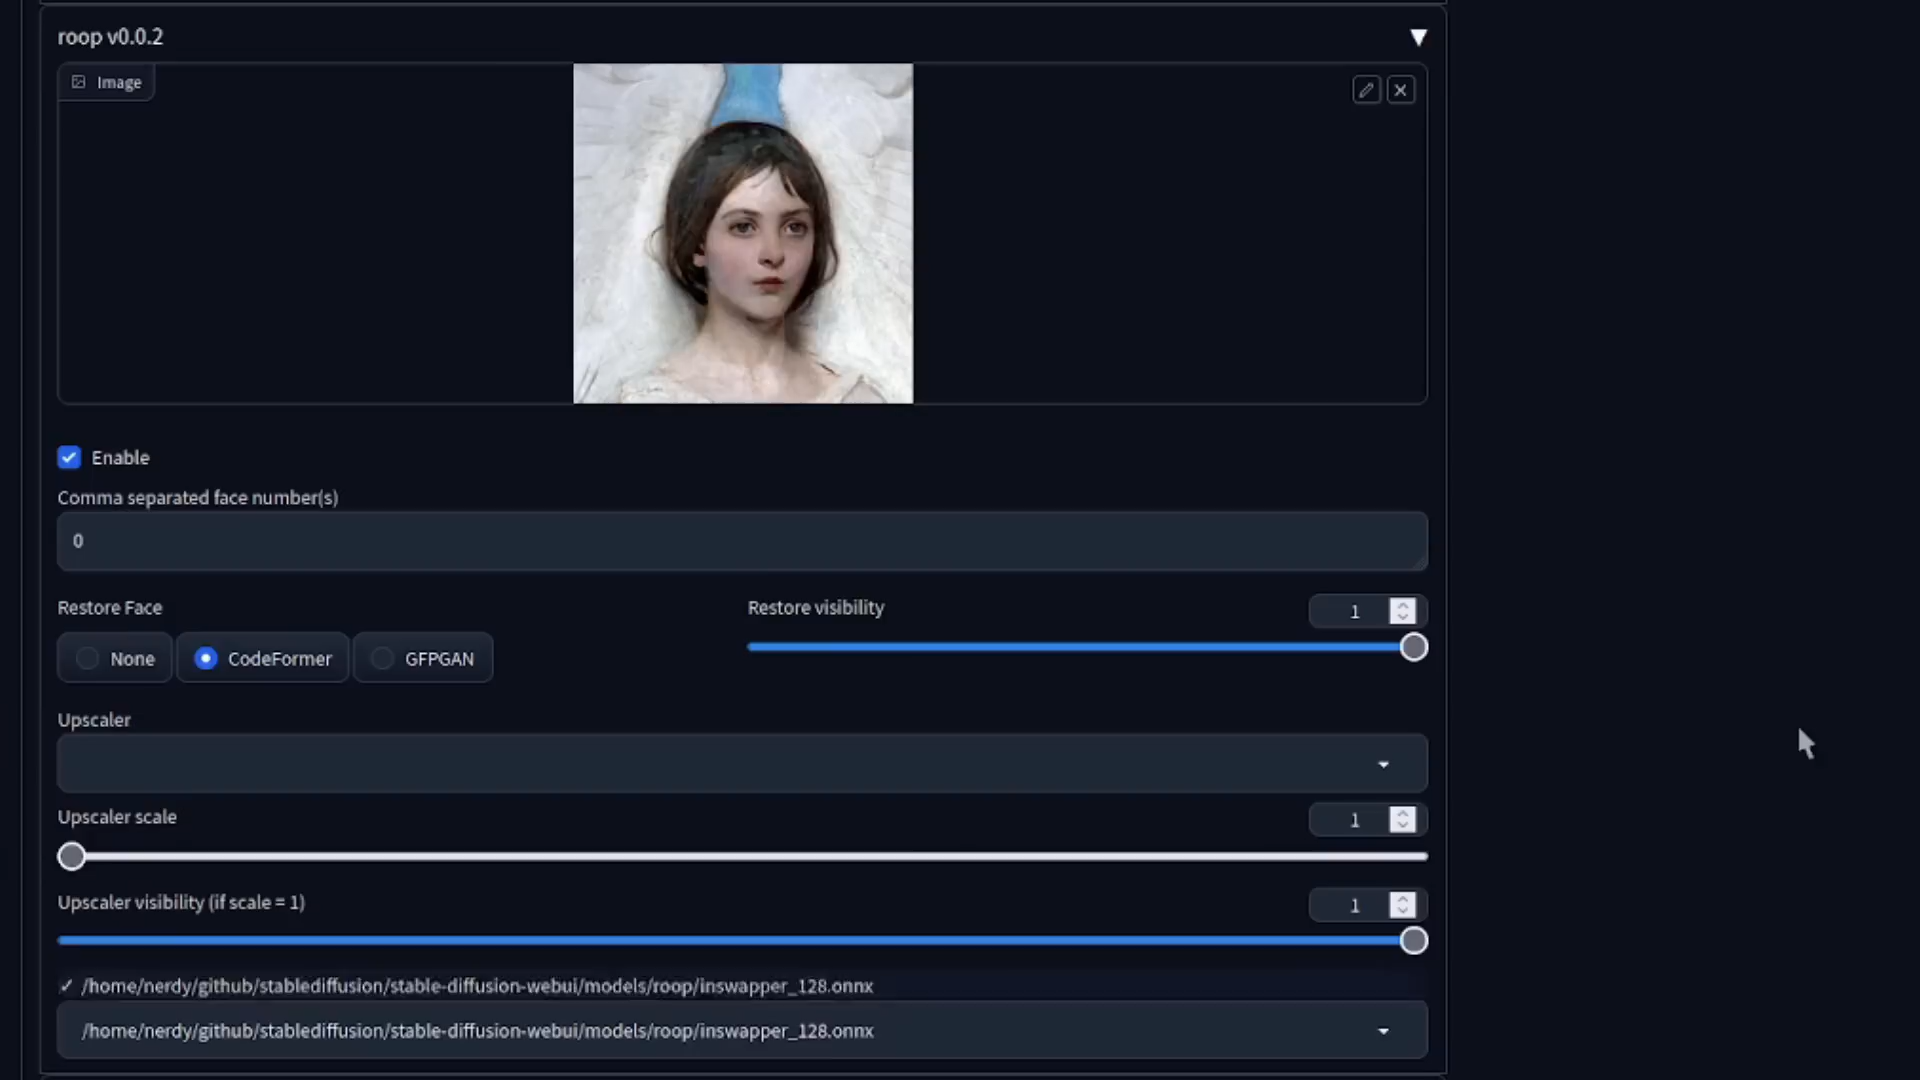 roop v0.0.2
Image
Enable
Comma separated face number(s)
0
Restore Face
Restore visibility
1
None
CodeFormer
GFPGAN
Upscaler
Upscaler scale
1
Upscaler visibility (if scale = 1)
1
✓ /home/nerdy/github/stablediffusion/stable-diffusion-webui/models/roop/inswapper_128.onnx
/home/nerdy/github/stablediffusion/stable-diffusion-webui/models/roop/inswapper_128.onnx